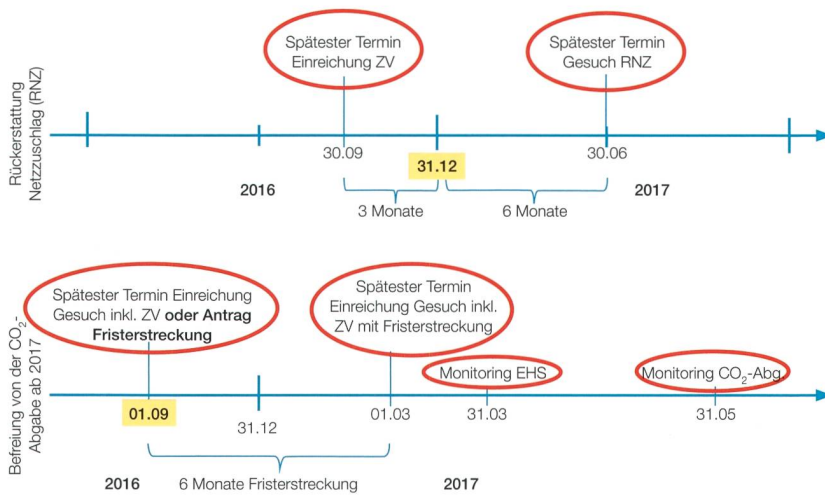 Rückerstattung
Netzzuschlag (RNZ)
Spätester Termin
Einreichung ZV
Spätester Termin
Gesuch RNZ
30.09
31.12
30.06
2016
3 Monate
6 Monate
2017
Befreiung von der CO₂-
Abgabe ab 2017
Spätester Termin Einreichung
Gesuch inkl. ZV oder Antrag
Fristerstreckung
Spätester Termin
Einreichung Gesuch inkl.
ZV mit Fristerstreckung
Monitoring EHS
Monitoring CO₂-Abg.
01.09
31.12
01.03
31.03
31.05
2016
6 Monate Fristerstreckung
2017